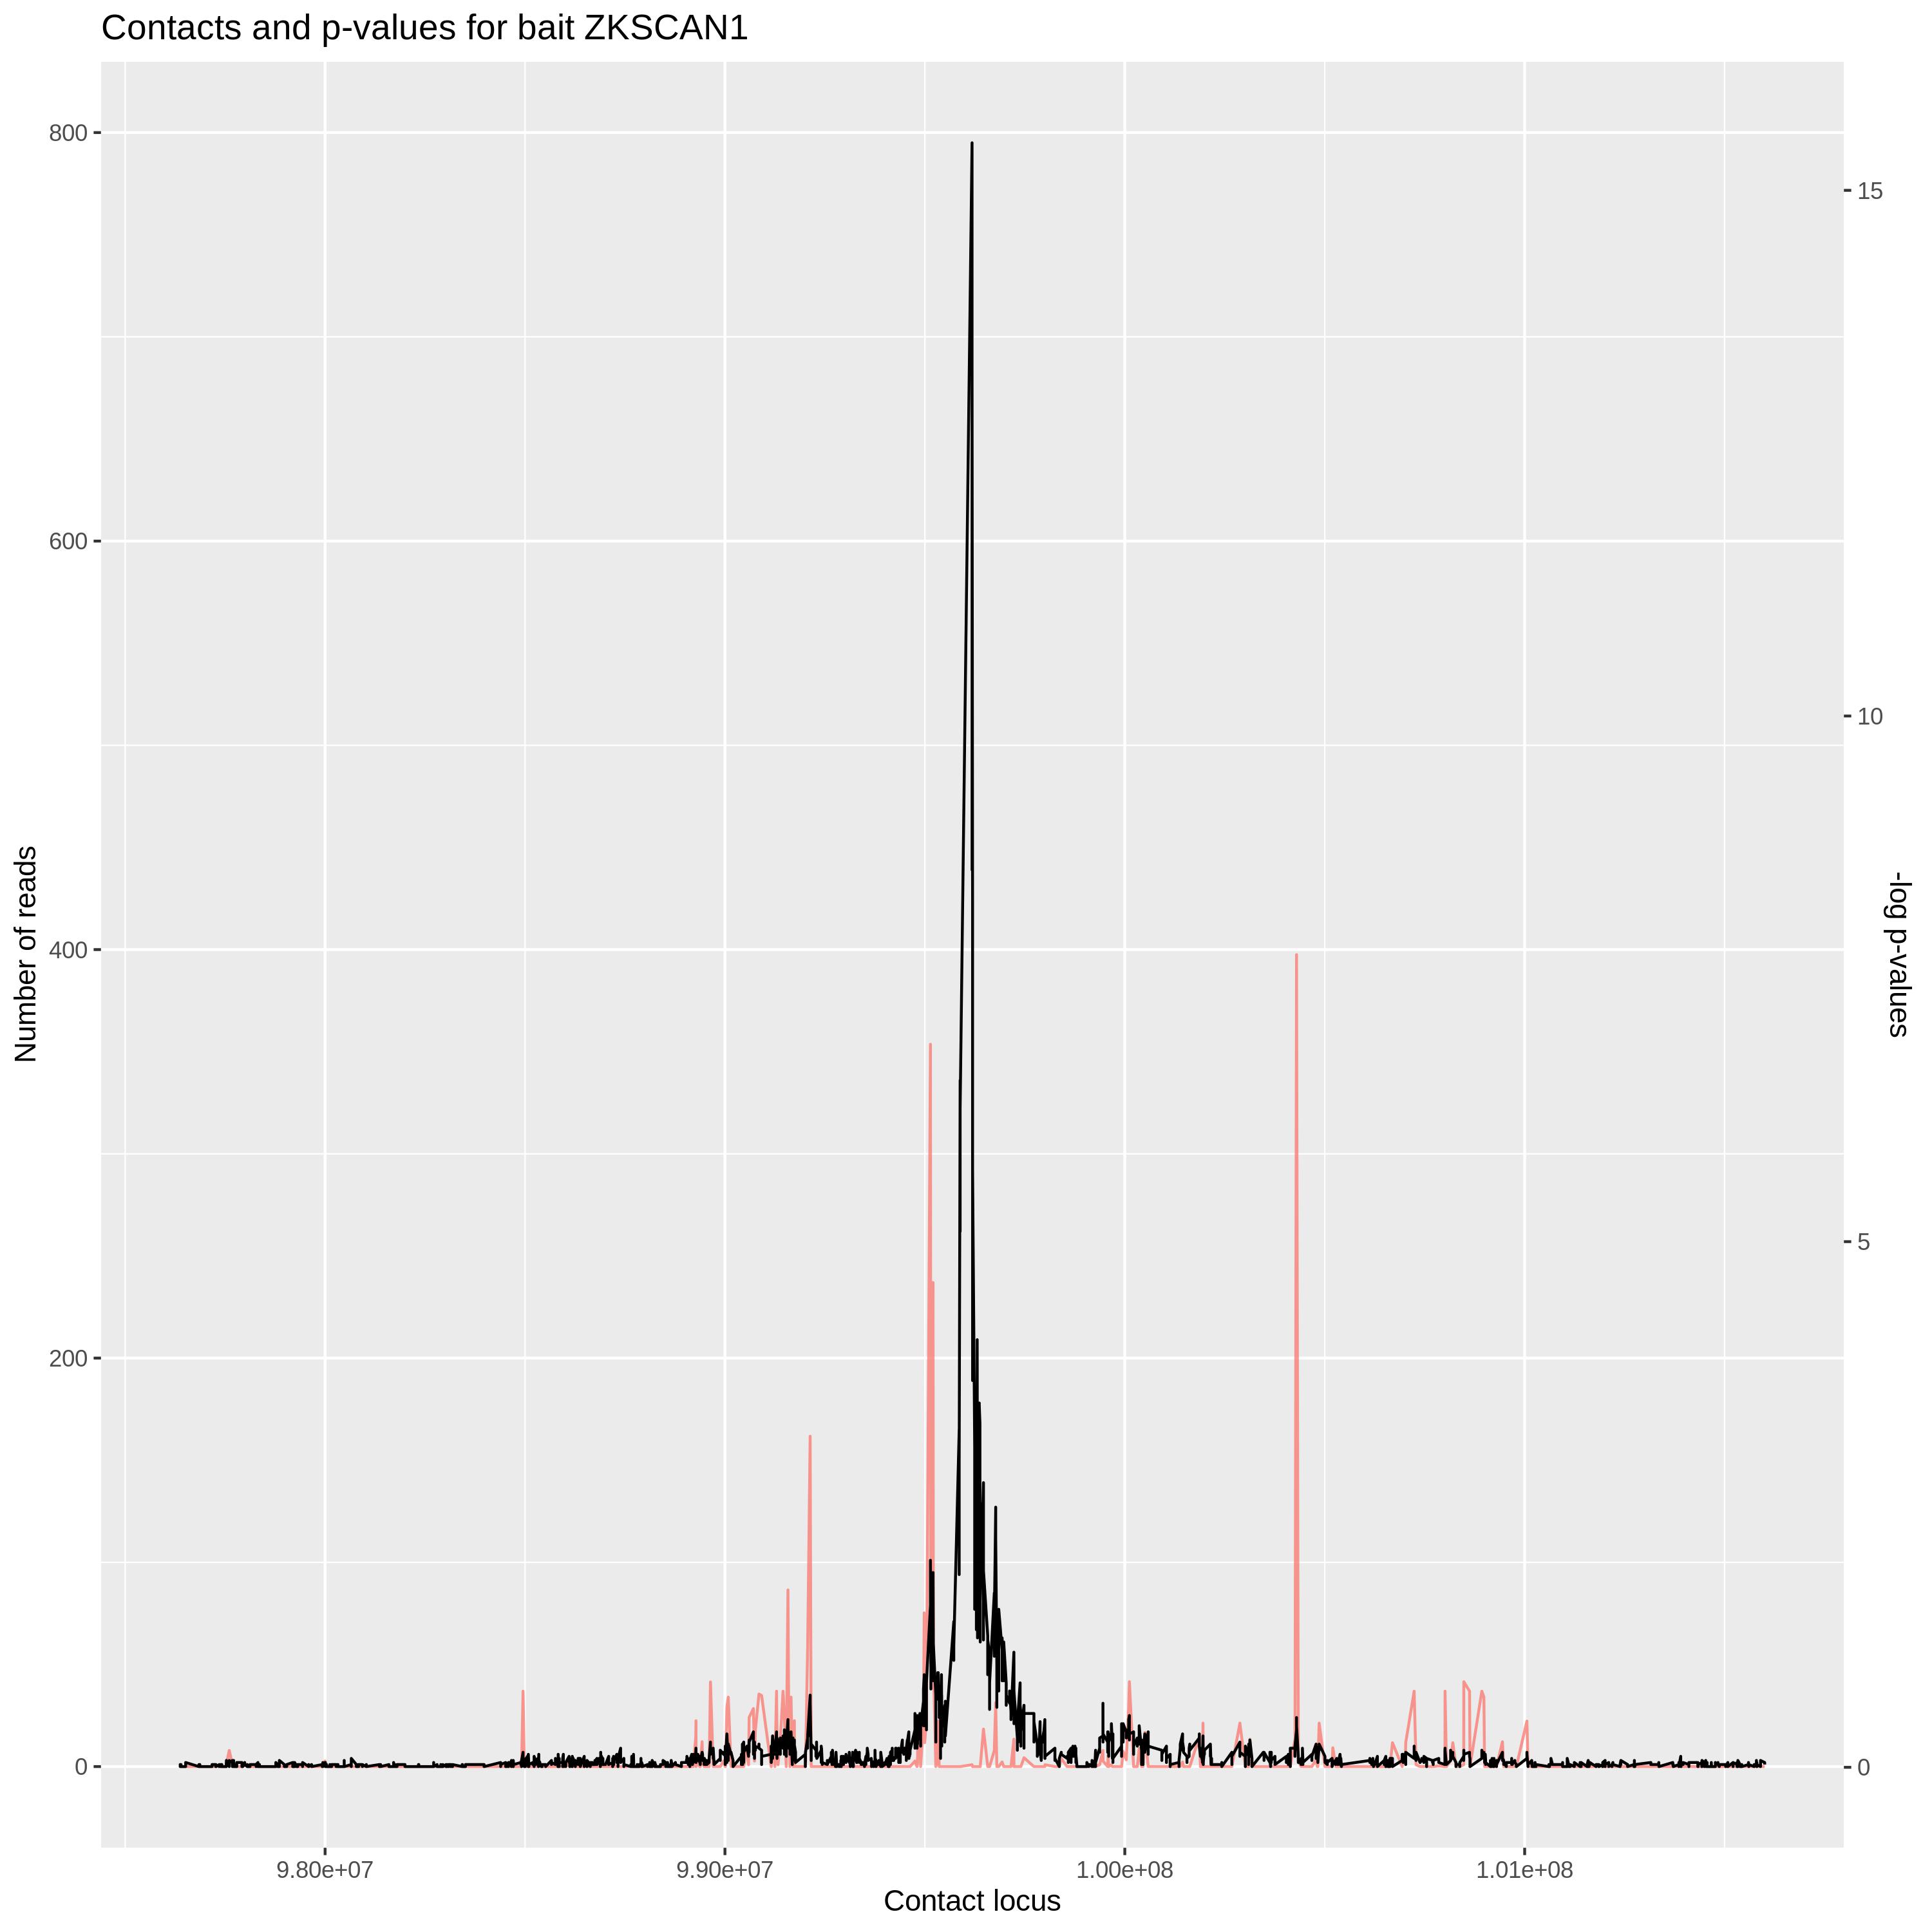 Contacts and p-values for bait ZKSCAN1
800
600
400
200
0
Number of reads
15
10
5
0
-log p-values
9.80e+07
9.90e+07
1.00e+08
1.01e+08
Contact locus